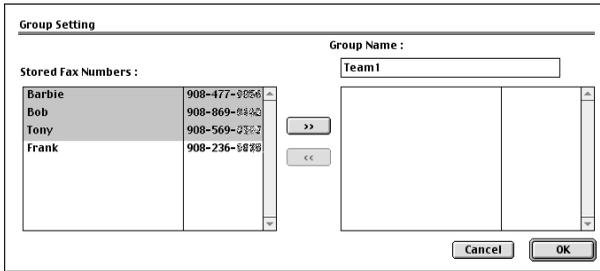 Group Setting
Group Name :
Stored Fax Numbers :
Team1
Barbie 908-477-
Bob 908-869-
Tony 908-569-
Frank 908-236-
>>
<<
Cancel
OK